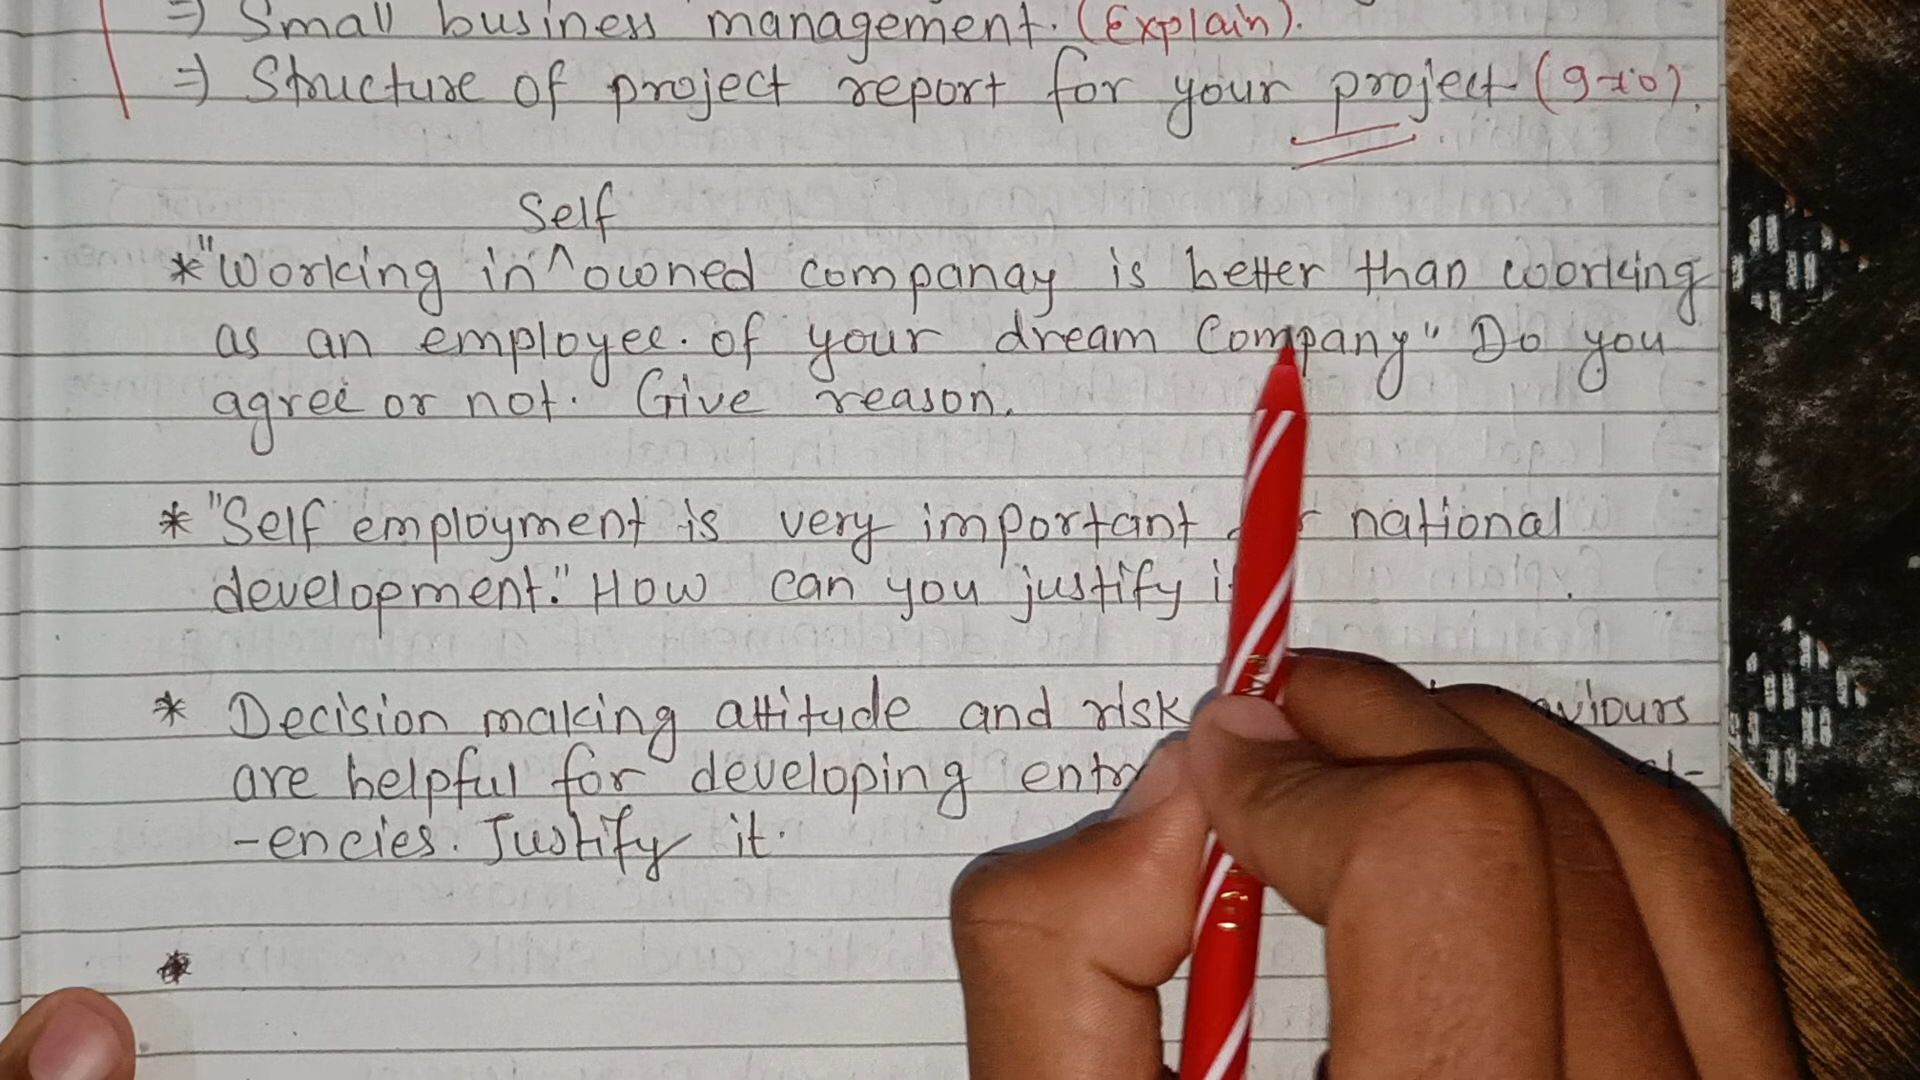 ⇒ Small business management. (Explain).
⇒ Structure of project report for your project (9-10).
Self
*"Working in ^ owned companay is better than working
as an employee. of your dream Company" Do you
agree or not. Give reason.
*"Self employment is very important national
development." How can you justify
* Decision making attitude and risk
are helpful for developing
-encies. Justify it.
*